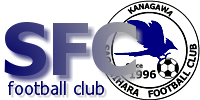 SFC
football club
KANAGAWA
SAGAMIHARA FOOTBALL CLUB
Since
1996